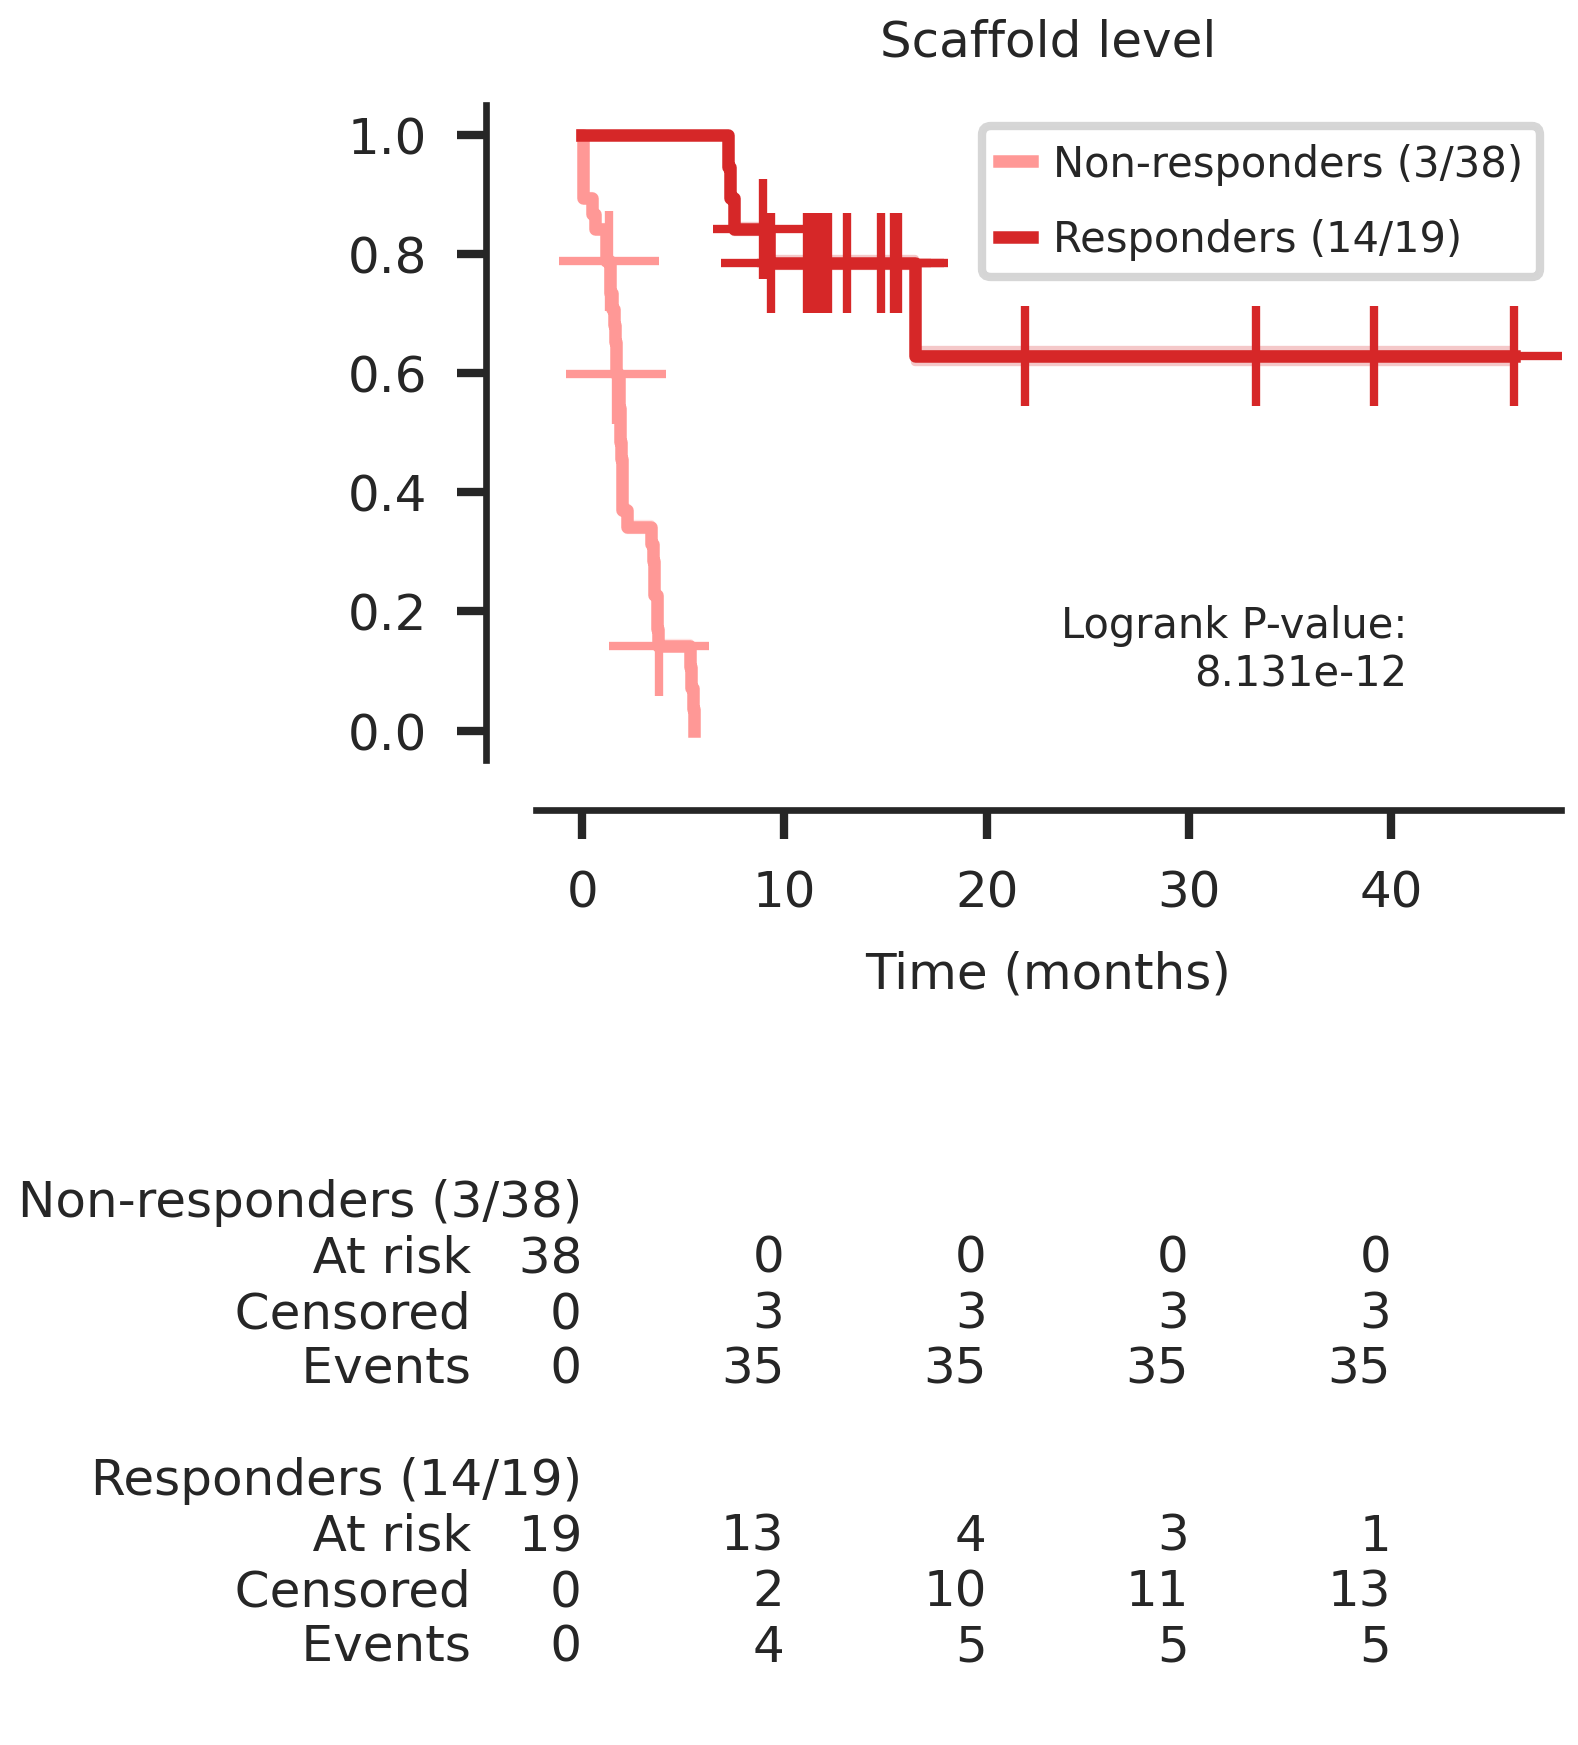 Scaffold level
1.0
0.8
0.6
0.4
0.2
0.0
Non-responders (3/38)
Responders (14/19)
Logrank P-value:
8.131e-12
0 10 20 30 40
Time (months)
Non-responders (3/38)
At risk 38 0 0 0 0
Censored 0 3 3 3 3
Events 0 35 35 35 35
Responders (14/19)
At risk 19 13 4 3 1
Censored 0 2 10 11 13
Events 0 4 5 5 5